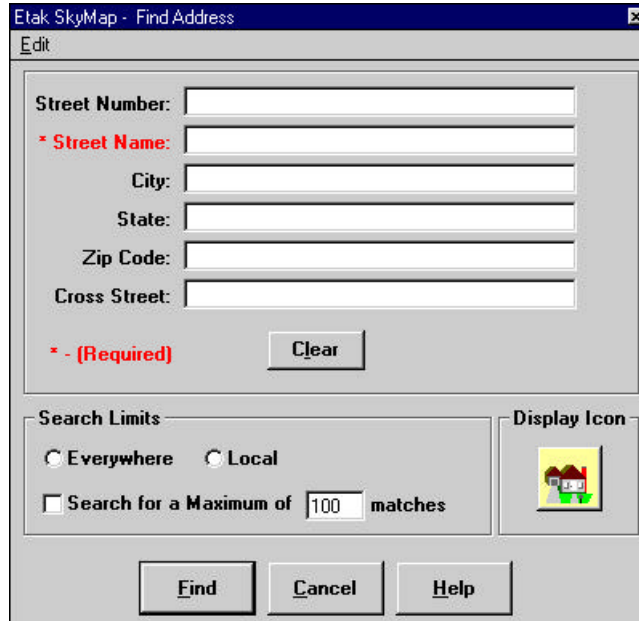 Etak SkyMap - Find Address
Edit
Street Number:
* Street Name:
City:
State:
Zip Code:
Cross Street:
* - (Required)
Clear
Search Limits
Display Icon
Everywhere
Local
Search for a Maximum of 100 matches
Find
Cancel
Help